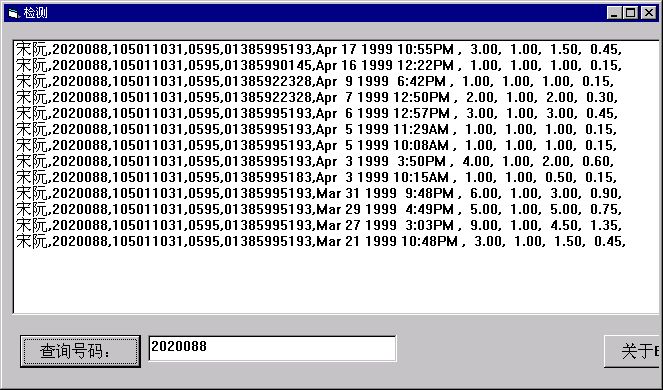 检测
宋阮,2020088,105011031,0595,01385995193,Apr 17 1999 10:55PM ,  3.00,  1.00,  1.50,  0.45,
宋阮,2020088,105011031,0595,01385990145,Apr 16 1999 12:22PM ,  1.00,  1.00,  1.00,  0.15,
宋阮,2020088,105011031,0595,01385922328,Apr  9 1999  6:42PM ,  1.00,  1.00,  1.00,  0.15,
宋阮,2020088,105011031,0595,01385922328,Apr  7 1999 12:50PM ,  2.00,  1.00,  2.00,  0.30,
宋阮,2020088,105011031,0595,01385995193,Apr  6 1999 12:57PM ,  3.00,  1.00,  3.00,  0.45,
宋阮,2020088,105011031,0595,01385995193,Apr  5 1999 11:29AM ,  1.00,  1.00,  1.00,  0.15,
宋阮,2020088,105011031,0595,01385995193,Apr  5 1999 10:08AM ,  1.00,  1.00,  1.00,  0.15,
宋阮,2020088,105011031,0595,01385995193,Apr  3 1999  3:50PM ,  4.00,  1.00,  2.00,  0.60,
宋阮,2020088,105011031,0595,01385995183,Apr  3 1999 10:15AM ,  1.00,  1.00,  0.50,  0.15,
宋阮,2020088,105011031,0595,01385995193,Mar 31 1999  9:48PM ,  6.00,  1.00,  3.00,  0.90,
宋阮,2020088,105011031,0595,01385995193,Mar 29 1999  4:49PM ,  5.00,  1.00,  5.00,  0.75,
宋阮,2020088,105011031,0595,01385995193,Mar 27 1999  3:03PM ,  9.00,  1.00,  4.50,  1.35,
宋阮,2020088,105011031,0595,01385995193,Mar 21 1999 10:48PM ,  3.00,  1.00,  1.50,  0.45,
查询号码： 2020088 关于